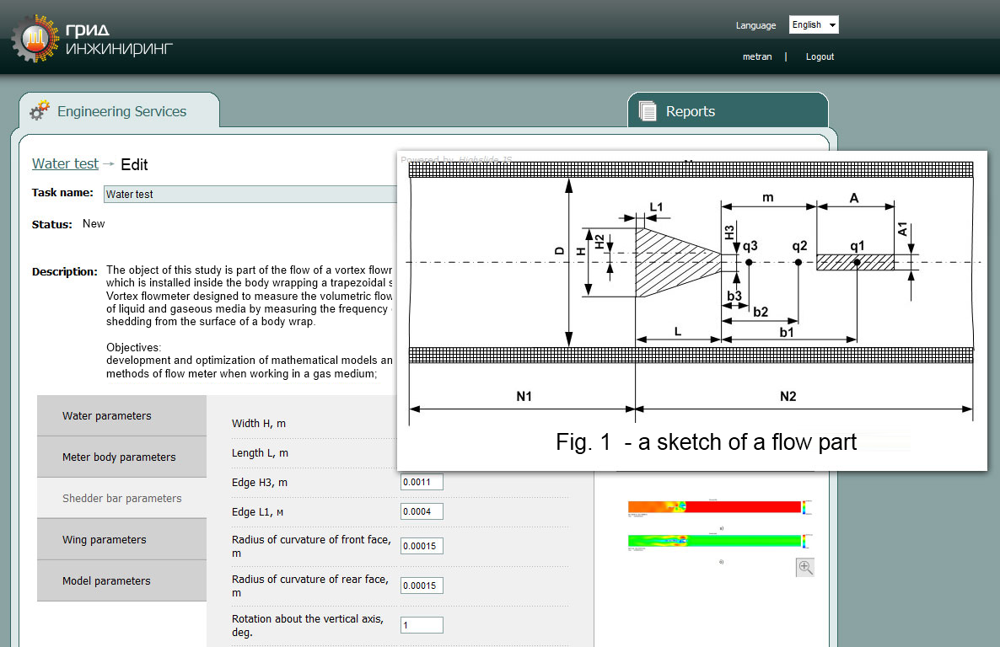 ГРИД
ИНЖИНИРИНГ
Language English
metran | Logout
Engineering Services
Reports
Water test → Edit
Task name: Water test
Status: New
Description: The object of this study is part of the flow of a vortex
which is installed inside the body wrapping a trapezoidal
Vortex flowmeter designed to measure the volumetric flow
of liquid and gaseous media by measuring the frequency
shedding from the surface of a body wrap.
Objectives:
development and optimization of mathematical models
methods of flow meter when working in a gas medium;
Powered by Highslide JS
L1
m
A
H3
A1
D
H
H2
q3
q2
q1
b3
b2
L
b1
N1
N2
Fig. 1 - a sketch of a flow part
Water parameters
Meter body parameters
Shedder bar parameters
Wing parameters
Model parameters
Width H, m
Length L, m
Edge H3, m 0.0011
Edge L1, м 0.0004
Radius of curvature of front face,
m 0.00015
Radius of curvature of rear face,
m 0.00015
Rotation about the vertical axis,
deg. 1